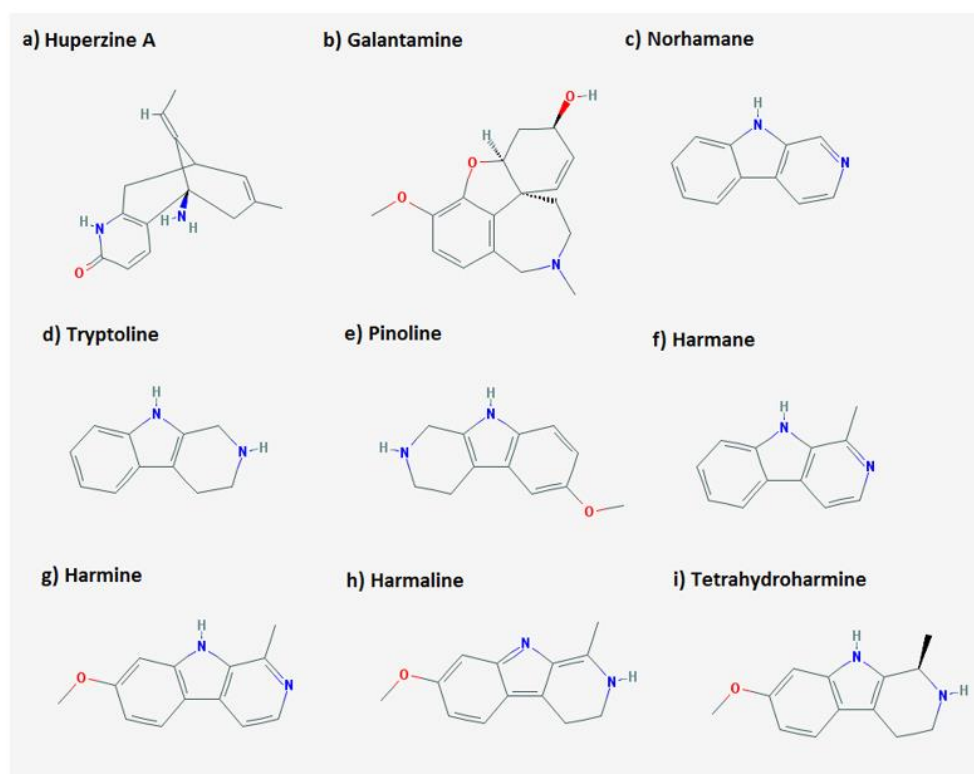 a) Huperzine A
b) Galantamine
c) Norhamane
H
N
H
N
H
N
O
O H
H
O
O
N
H
N
N
d) Tryptoline
e) Pinoline
f) Harmane
H
N
N H
H
N
H N
O
H
N
N
g) Harmine
h) Harmaline
i) Tetrahydroharmine
H
N
O
N
N
O
N H
H
N
O
N H